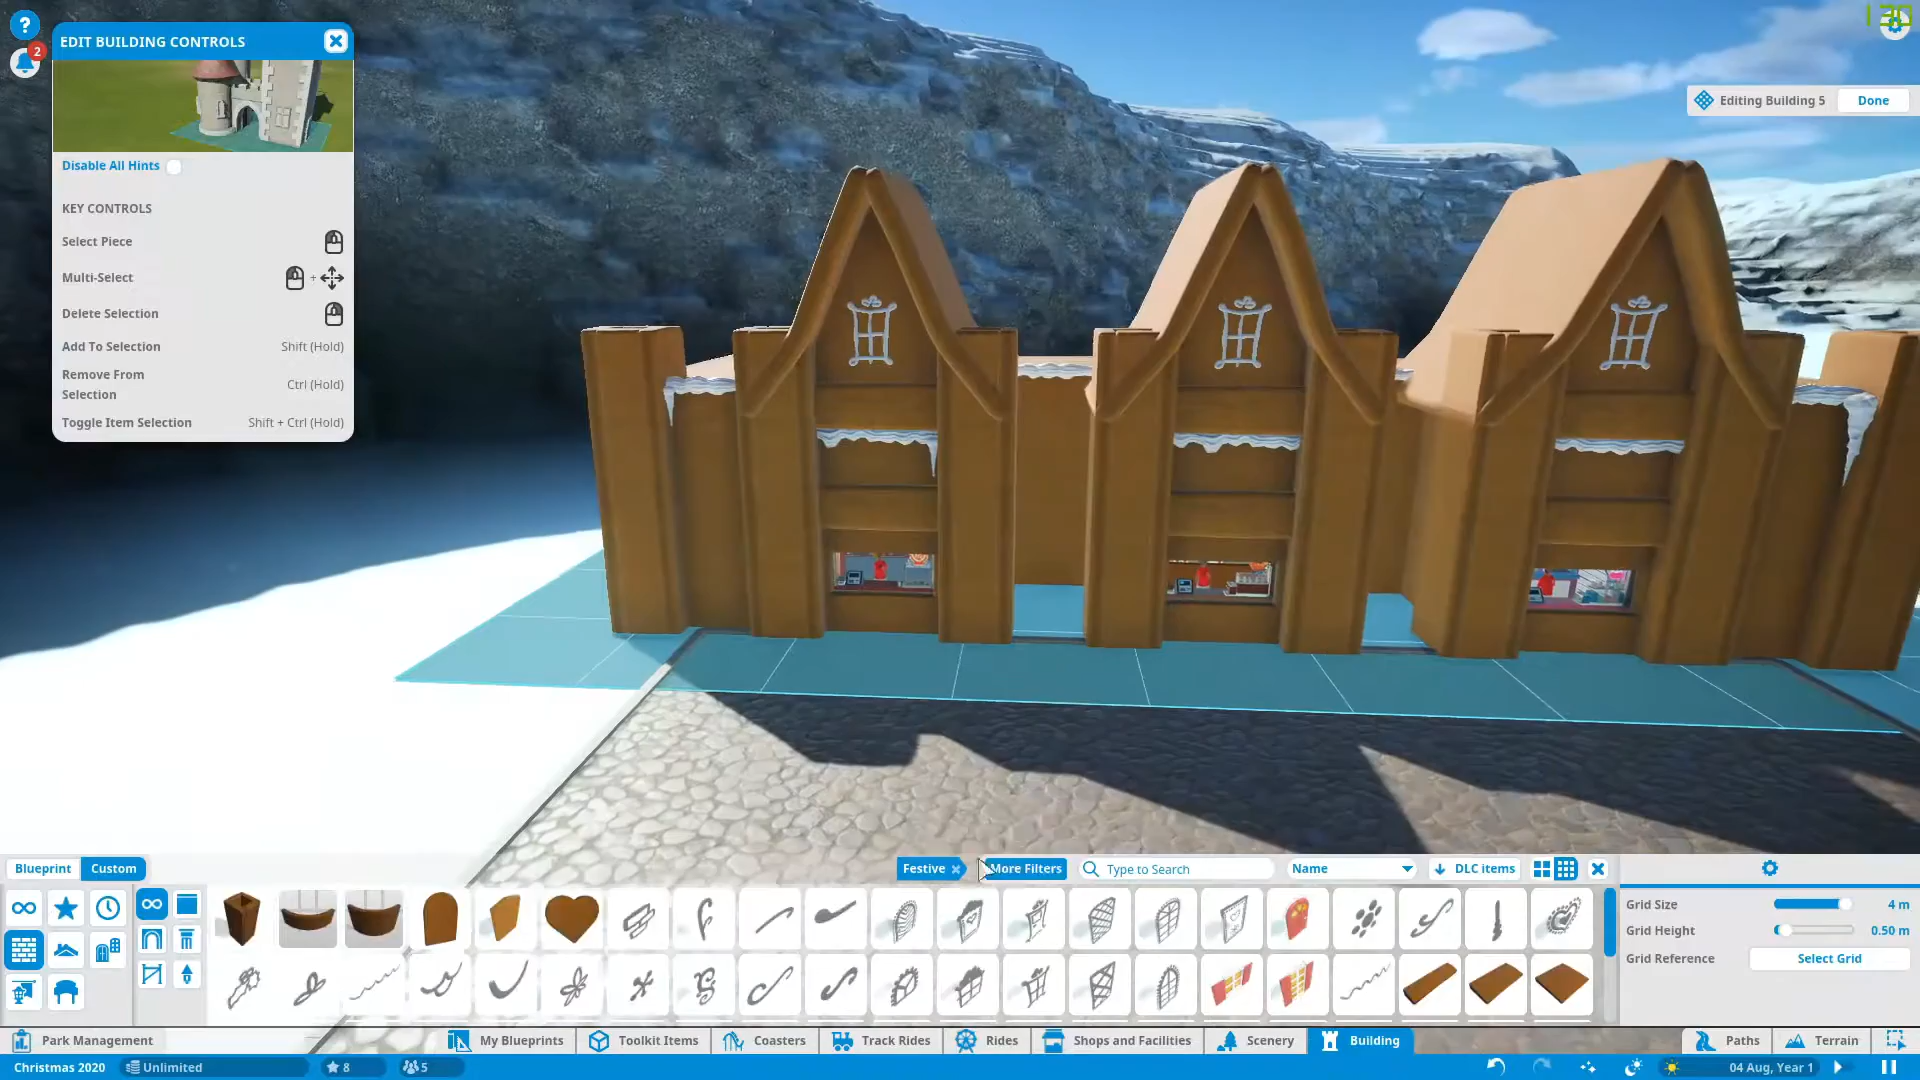 ?
2
EDIT BUILDING CONTROLS
Disable All Hints
KEY CONTROLS
Select Piece
Multi-Select
+
Delete Selection
Add To Selection Shift (Hold)
Remove From
Selection Ctrl (Hold)
Toggle Item Selection Shift + Ctrl (Hold)
130
Editing Building 5 Done
Blueprint Custom Festive More Filters Type to Search Name DLC items
Grid Size 4 m
Grid Height 0.50 m
Grid Reference Select Grid
Park Management My Blueprints Toolkit Items Coasters Track Rides Rides Shops and Facilities Scenery Building Paths Terrain
Christmas 2020 Unlimited 8 5 04 Aug, Year 1